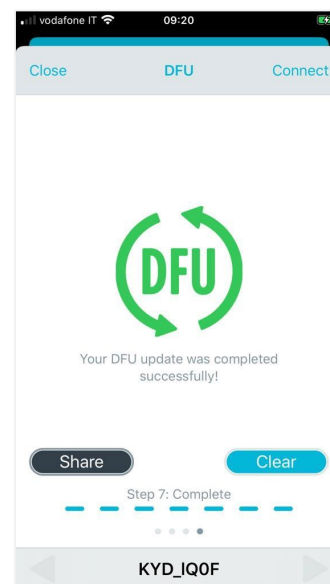 vodafone IT 09:20
Close DFU Connect
DFU
Your DFU update was completed
successfully!
Share Clear
Step 7: Complete
KYD_IQ0F